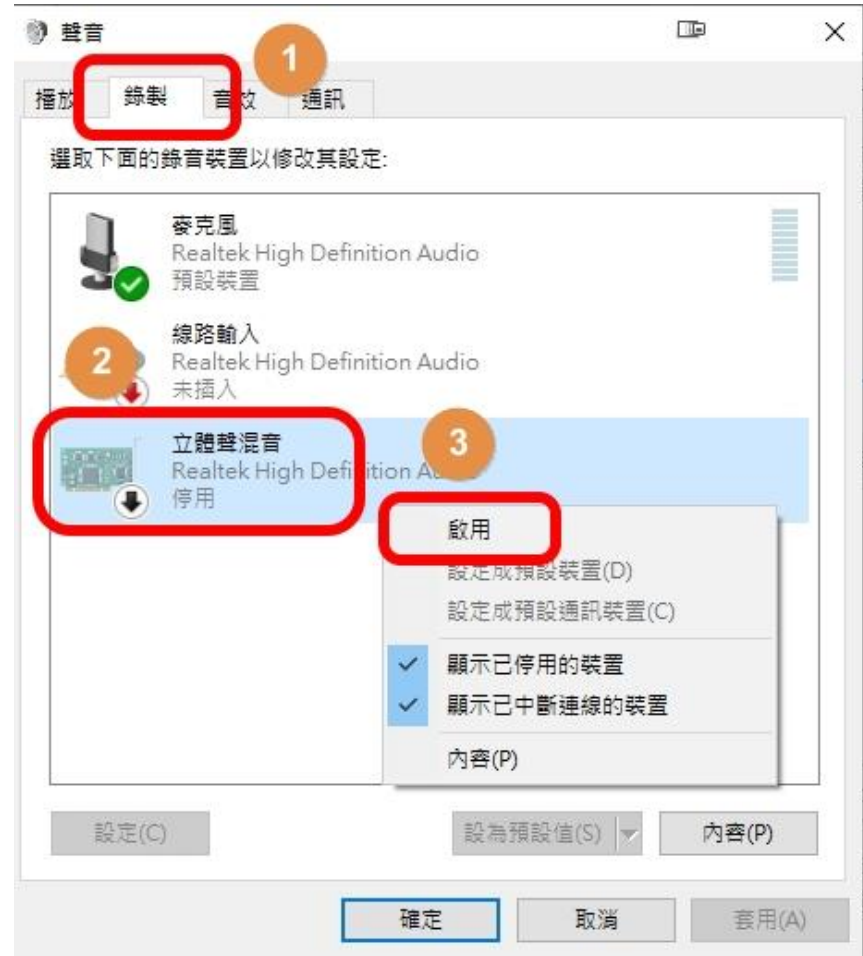 聲音
1
播放 錄製 音效 通訊
選取下面的錄音裝置以修改其設定:
麥克風
Realtek High Definition Audio
預設裝置
線路輸入
Realtek High Definition Audio
未插入
2
立體聲混音
Realtek High Definition A
停用
3
啟用
設定成預設裝置(D)
設定成預設通訊裝置(C)
顯示已停用的裝置
顯示已中斷連線的裝置
內容(P)
設定(C) 設為預設值(S) 內容(P)
確定 取消 套用(A)